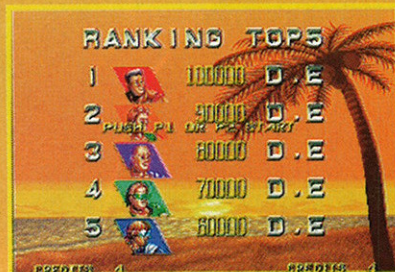 RANKING TOP5
1 100000 D.E
2 90000 D.E
PUSH P1 OR P2 START
3 80000 D.E
4 70000 D.E
5 60000 D.E
CREDITS 4 CREDITS 4